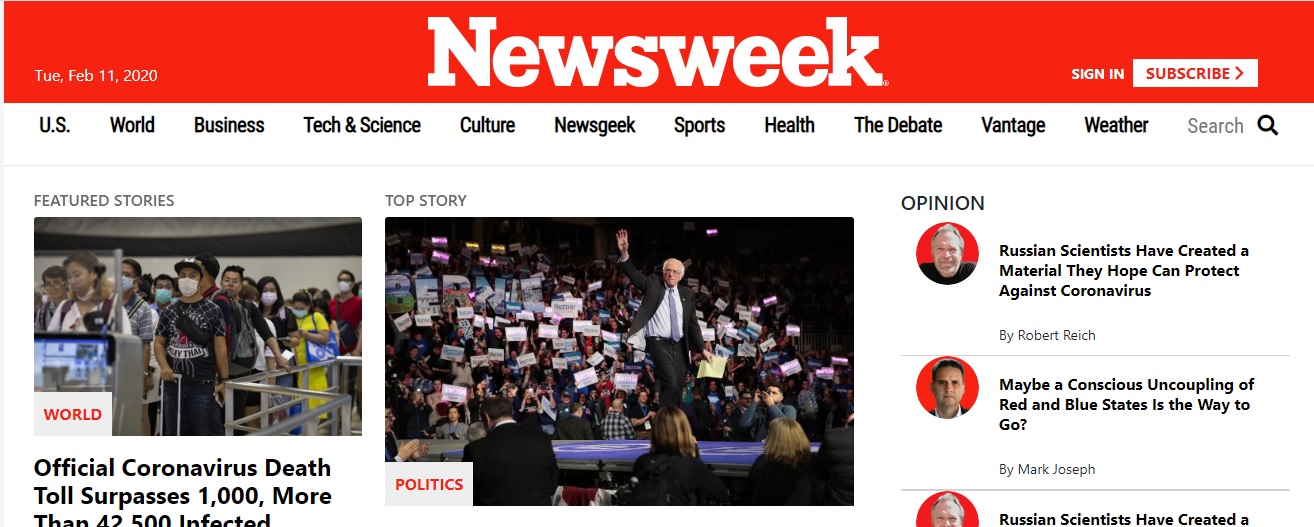 Newsweek
Tue, Feb 11, 2020
SIGN IN
SUBSCRIBE
U.S.
World
Business
Tech & Science
Culture
Newsgeek
Sports
Health
The Debate
Vantage
Weather
Search
FEATURED STORIES
WORLD
Official Coronavirus Death
Toll Surpasses 1,000, More
Than 42,500 Infected
TOP STORY
BERNIE
Bernie
POLITICS
OPINION
Russian Scientists Have Created a
Material They Hope Can Protect
Against Coronavirus
By Robert Reich
Maybe a Conscious Uncoupling of
Red and Blue States Is the Way to
Go?
By Mark Joseph
Russian Scientists Have Created a